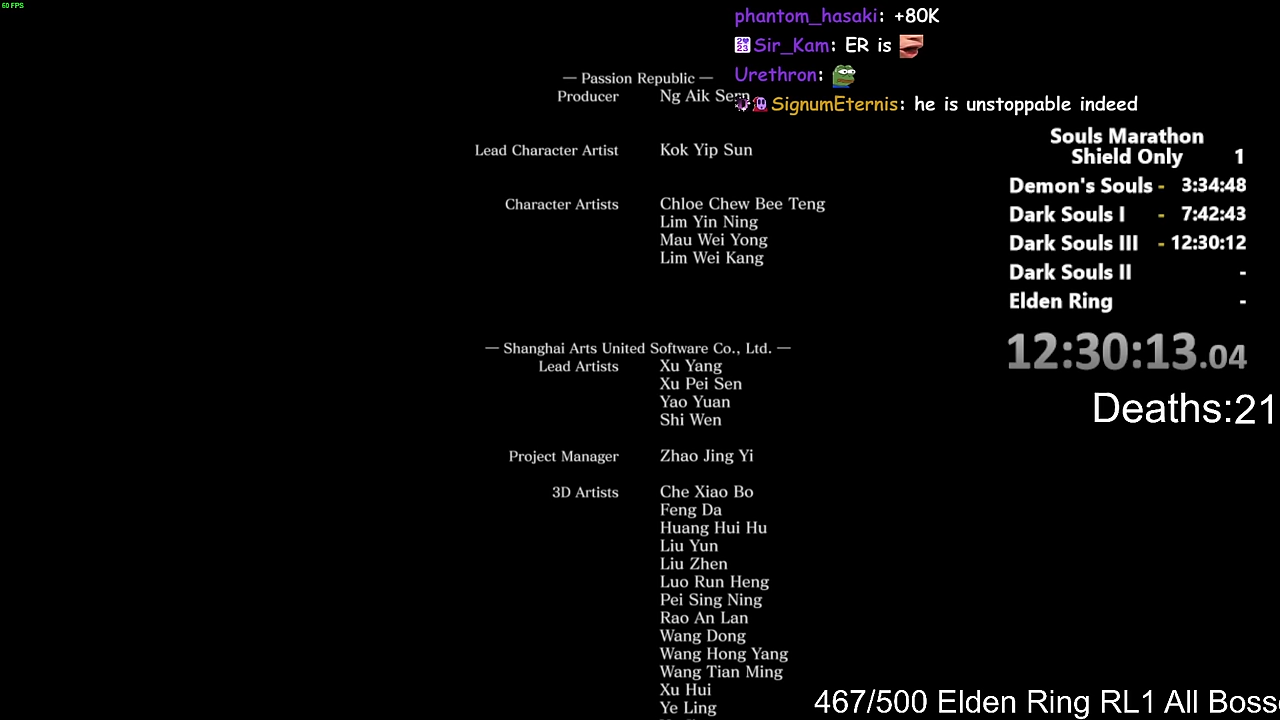 60 FPS
phantom_hasaki: +80K
Sir_Kam: ER is
Urethron:
SignumEternis: he is unstoppable indeed
— Passion Republic —
Producer Ng Aik Sern
Lead Character Artist Kok Yip Sun
Character Artists Chloe Chew Bee Teng
Lim Yin Ning
Mau Wei Yong
Lim Wei Kang
— Shanghai Arts United Software Co., Ltd. —
Lead Artists Xu Yang
Xu Pei Sen
Yao Yuan
Shi Wen
Project Manager Zhao Jing Yi
3D Artists Che Xiao Bo
Feng Da
Huang Hui Hu
Liu Yun
Liu Zhen
Luo Run Heng
Pei Sing Ning
Rao An Lan
Wang Dong
Wang Hong Yang
Wang Tian Ming
Xu Hui
Ye Ling
Souls Marathon
Shield Only 1
Demon's Souls - 3:34:48
Dark Souls I - 7:42:43
Dark Souls III - 12:30:12
Dark Souls II -
Elden Ring -
12:30:13.04
Deaths:21
467/500 Elden Ring RL1 All Boss